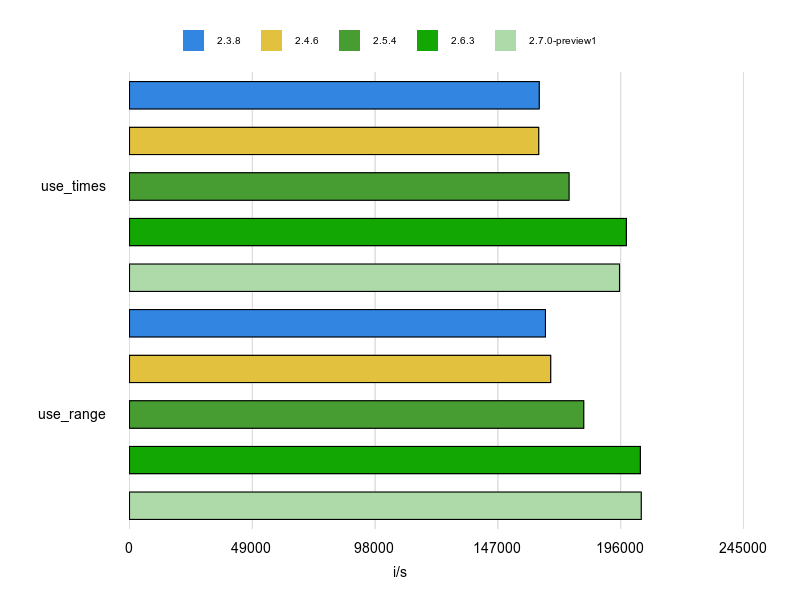 2.3.8 2.4.6 2.5.4 2.6.3 2.7.0-preview1
use_times
use_range
0 49000 98000 147000 196000 245000
i/s